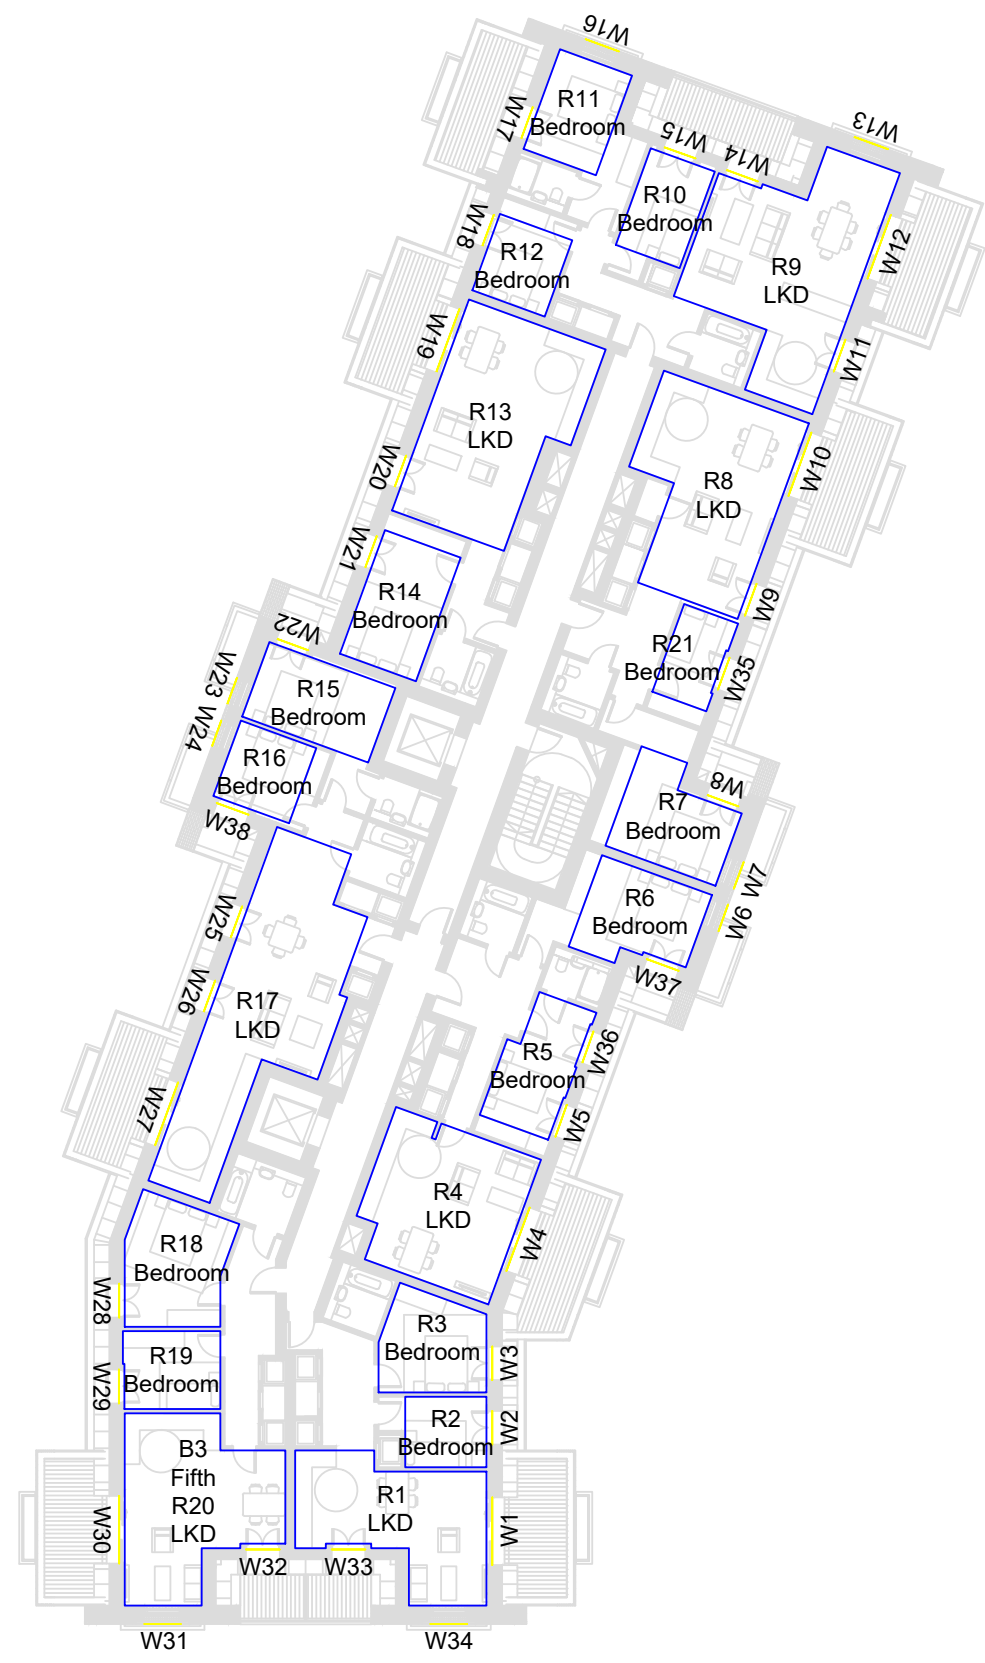 W16
R11
Bedroom
W17
W15
W14
W13
R10
Bedroom
W18
R12
Bedroom
R9
LKD
W12
W19
W11
R13
LKD
W20
R8
LKD
W10
W21
R14
Bedroom
W9
W22
R21
Bedroom
W35
W23
R15
Bedroom
W24
R16
Bedroom
W38
W8
R7
Bedroom
W7
R6
Bedroom
W6
W25
W37
W26
R17
LKD
W36
R5
Bedroom
W27
W5
R4
LKD
W4
R18
Bedroom
W28
R3
Bedroom
W3
R19
Bedroom
W29
R2
Bedroom
W2
B3
Fifth
R20
LKD
W30
R1
LKD
W1
W32
W33
W31
W34